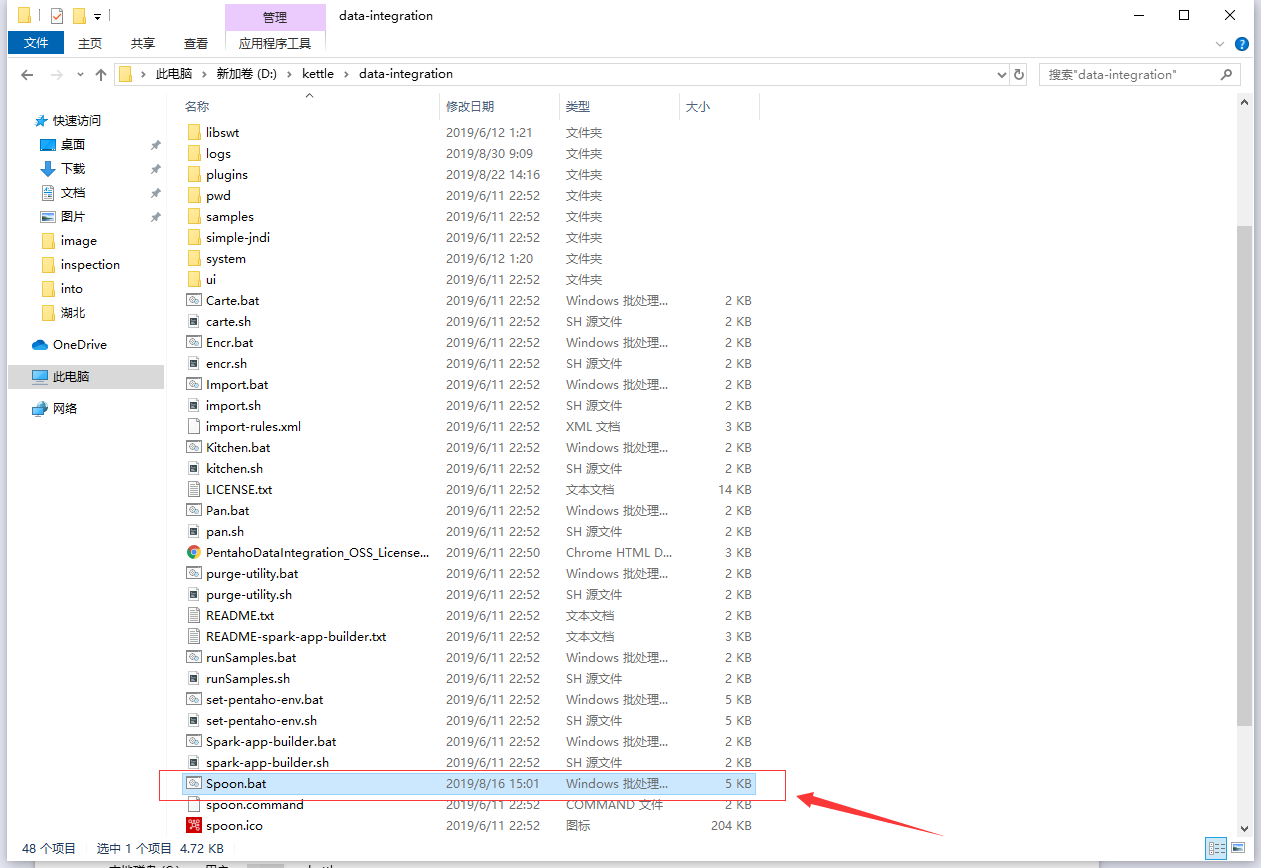 管理
data-integration
文件
主页
共享
查看
应用程序工具
此电脑
新加卷 (D:)
kettle
data-integration
搜索"data-integration"
快速访问
桌面
下载
文档
图片
image
inspection
into
湖北
OneDrive
此电脑
网络
名称 修改日期 类型 大小
libswt 2019/6/12 1:21 文件夹
logs 2019/8/30 9:09 文件夹
plugins 2019/8/22 14:16 文件夹
pwd 2019/6/11 22:52 文件夹
samples 2019/6/11 22:52 文件夹
simple-jndi 2019/6/11 22:52 文件夹
system 2019/6/12 1:20 文件夹
ui 2019/6/11 22:52 文件夹
Carte.bat 2019/6/11 22:52 Windows 批处理... 2 KB
carte.sh 2019/6/11 22:52 SH 源文件 2 KB
Encr.bat 2019/6/11 22:52 Windows 批处理... 2 KB
encr.sh 2019/6/11 22:52 SH 源文件 2 KB
Import.bat 2019/6/11 22:52 Windows 批处理... 2 KB
import.sh 2019/6/11 22:52 SH 源文件 2 KB
import-rules.xml 2019/6/11 22:52 XML 文档 3 KB
Kitchen.bat 2019/6/11 22:52 Windows 批处理... 2 KB
kitchen.sh 2019/6/11 22:52 SH 源文件 2 KB
LICENSE.txt 2019/6/11 22:52 文本文档 14 KB
Pan.bat 2019/6/11 22:52 Windows 批处理... 2 KB
pan.sh 2019/6/11 22:52 SH 源文件 2 KB
PentahoDataIntegration_OSS_License... 2019/6/11 22:50 Chrome HTML D... 3 KB
purge-utility.bat 2019/6/11 22:52 Windows 批处理... 2 KB
purge-utility.sh 2019/6/11 22:52 SH 源文件 2 KB
README.txt 2019/6/11 22:52 文本文档 2 KB
README-spark-app-builder.txt 2019/6/11 22:52 文本文档 3 KB
runSamples.bat 2019/6/11 22:52 Windows 批处理... 2 KB
runSamples.sh 2019/6/11 22:52 SH 源文件 2 KB
set-pentaho-env.bat 2019/6/11 22:52 Windows 批处理... 5 KB
set-pentaho-env.sh 2019/6/11 22:52 SH 源文件 5 KB
Spark-app-builder.bat 2019/6/11 22:52 Windows 批处理... 2 KB
spark-app-builder.sh 2019/6/11 22:52 SH 源文件 2 KB
Spoon.bat 2019/8/16 15:01 Windows 批处理... 5 KB
spoon.command 2019/6/11 22:52 COMMAND 文件 2 KB
spoon.ico 2019/6/11 22:52 图标 204 KB
48 个项目 选中 1 个项目 4.72 KB